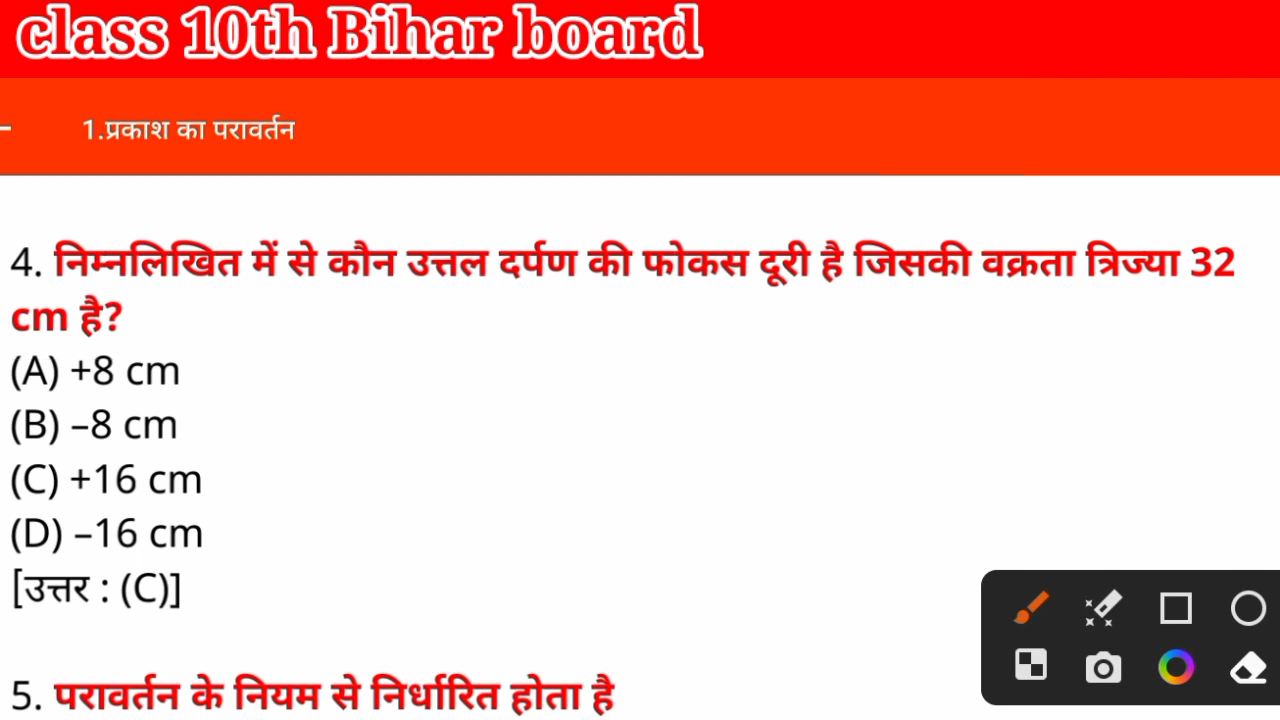 class 10th Bihar board
1.प्रकाश का परावर्तन
4. निम्नलिखित में से कौन उत्तल दर्पण की फोकस दूरी है जिसकी वक्रता त्रिज्या 32
cm है?
(A) +8 cm
(B) –8 cm
(C) +16 cm
(D) –16 cm
[उत्तर : (C)]
5. परावर्तन के नियम से निर्धारित होता है